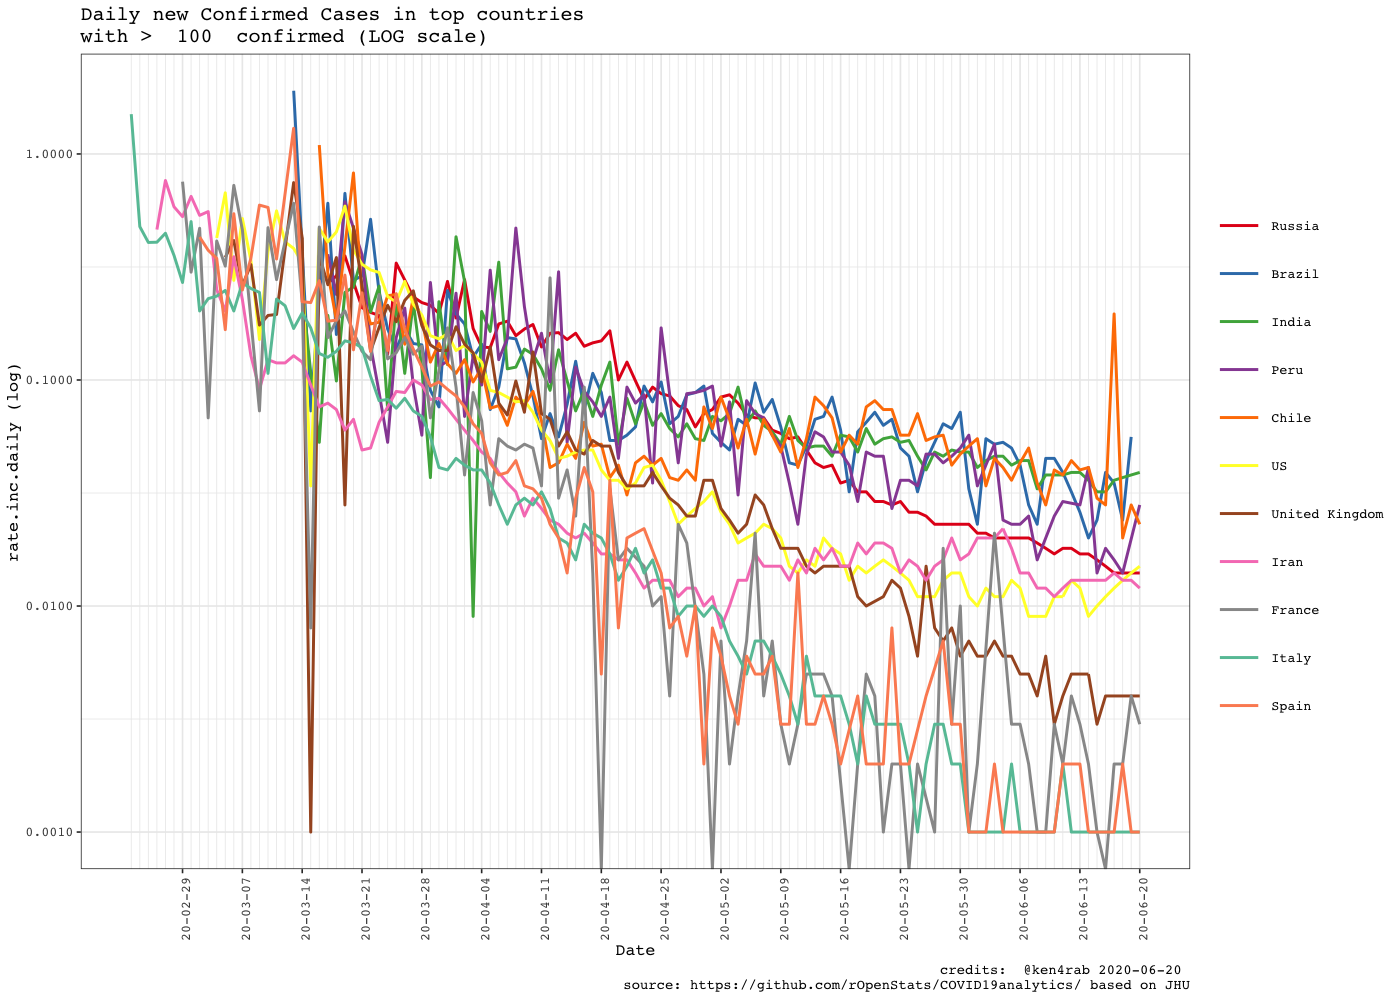 Daily new Confirmed Cases in top countries
with >  100  confirmed (LOG scale)
rate.inc.daily (log)
1.0000
0.1000
0.0100
0.0010
20-02-29
20-03-07
20-03-14
20-03-21
20-03-28
20-04-04
20-04-11
20-04-18
20-04-25
20-05-02
20-05-09
20-05-16
20-05-23
20-05-30
20-06-06
20-06-13
20-06-20
Date
Russia
Brazil
India
Peru
Chile
US
United Kingdom
Iran
France
Italy
Spain
credits:  @ken4rab 2020-06-20
source: https://github.com/rOpenStats/COVID19analytics/ based on JHU